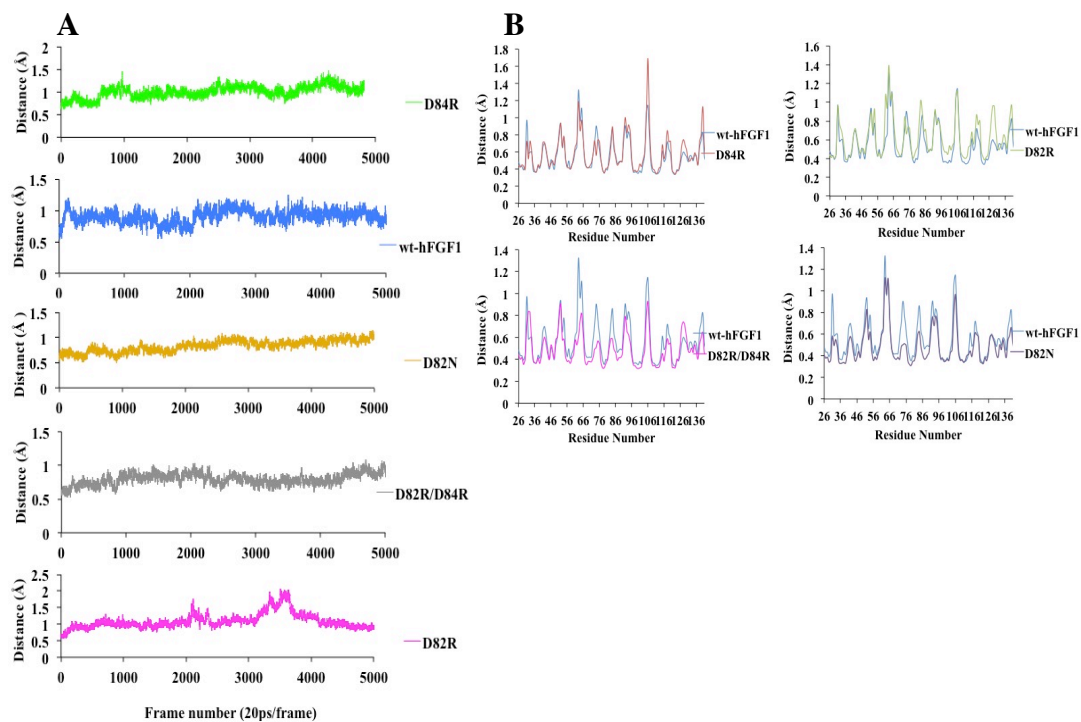 A
Distance (Å)
2
1.5
1
0.5
0
0 1000 2000 3000 4000 5000
D84R
Distance (Å)
1.5
1
0.5
0
0 1000 2000 3000 4000 5000
wt-hFGF1
Distanct (Å )
1.5
1
0.5
0
0 1000 2000 3000 4000 5000
D82N
Distance (Å)
1.5
1
0.5
0
0 1000 2000 3000 4000 5000
D82R/D84R
Distance (Å)
2.5
2
1.5
1
0.5
0
0 1000 2000 3000 4000 5000
D82R
Frame number (20ps/frame)
B
Distance (Å)
1.8
1.6
1.4
1.2
1
0.8
0.6
0.4
0.2
0
26 36 46 56 66 76 86 96 106 116 126 136
Residue Number
wt-hFGF1
D84R
Distance (Å)
1.6
1.4
1.2
1
0.8
0.6
0.4
0.2
0
26 36 46 56 66 76 86 96 106 116 126 136
Residue Number
wt-hFGF1
D82R
Distance (Å)
1.4
1.2
1
0.8
0.6
0.4
0.2
0
26 36 46 56 66 76 86 96 106 116 126 136
Residue Number
wt-hFGF1
D82R/D84R
Distance (Å)
1.4
1.2
1
0.8
0.6
0.4
0.2
0
26 36 46 56 66 76 86 96 106 116 126 136
Residue Number
wt-hFGF1
D82N